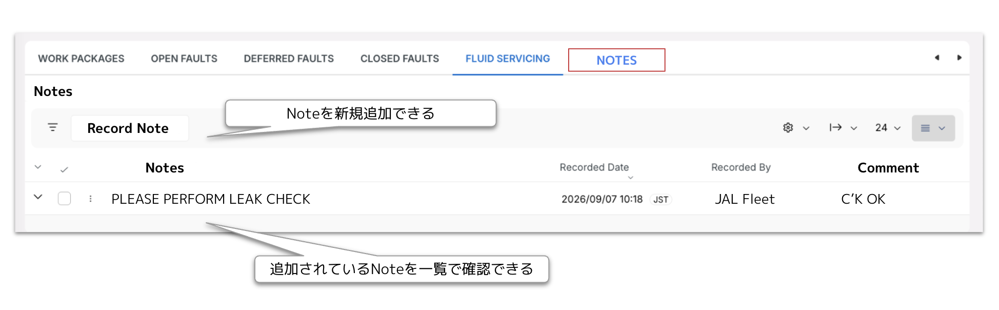 WORK PACKAGES OPEN FAULTS DEFERRED FAULTS CLOSED FAULTS FLUID SERVICING NOTES
Notes
Noteを新規追加できる
Record Note 24
Notes Recorded Date Recorded By Comment
PLEASE PERFORM LEAK CHECK 2026/09/07 10:18 JST JAL Fleet C’K OK
追加されているNoteを一覧で確認できる